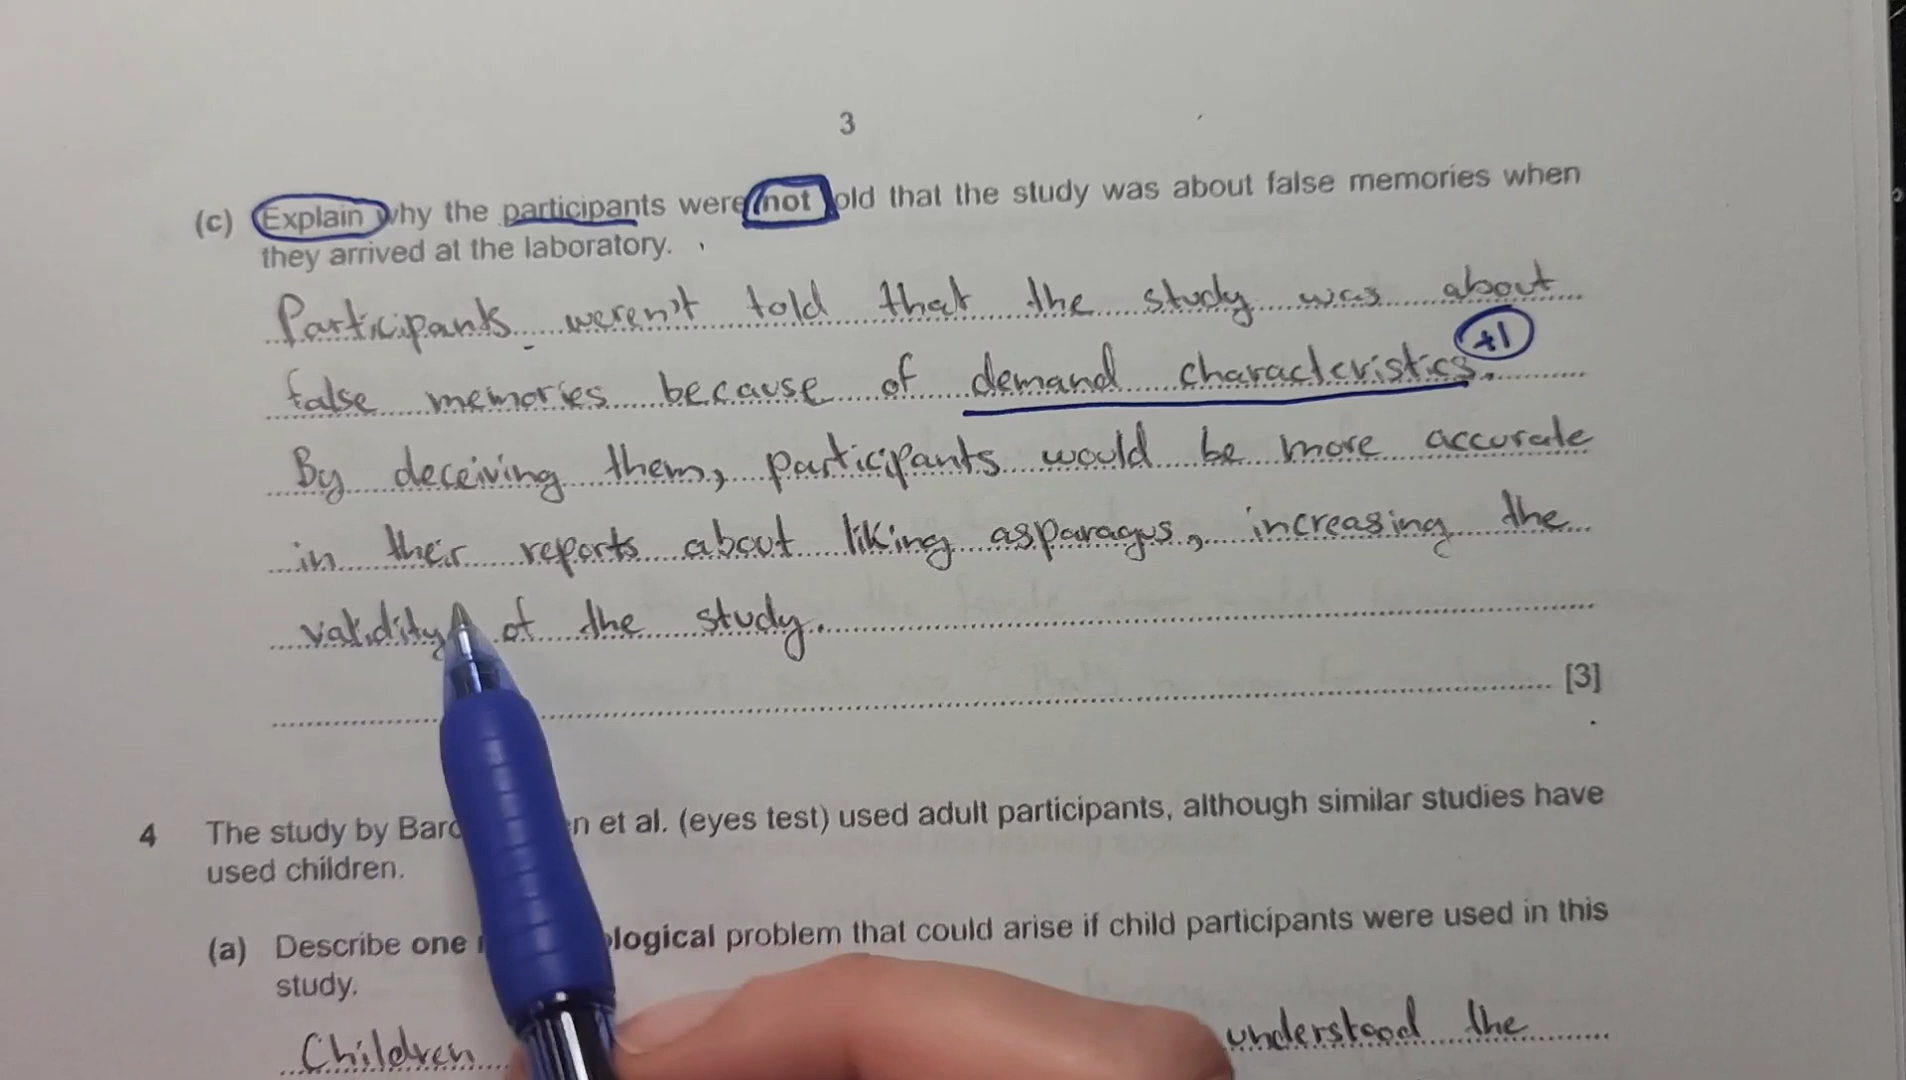 3
(c) Explain why the participants were not told that the study was about false memories when
they arrived at the laboratory.
Participants weren't told that the study was about
+1
false memories because of demand characteristics.
By deceiving them, participants would be more accurate
in their reports about liking asparagus, increasing the
validity of the study.
[3]
4 The study by et al. (eyes test) used adult participants, although similar studies have
used children.
(a) Describe one problem that could arise if child participants were used in this
study.
Children understood the